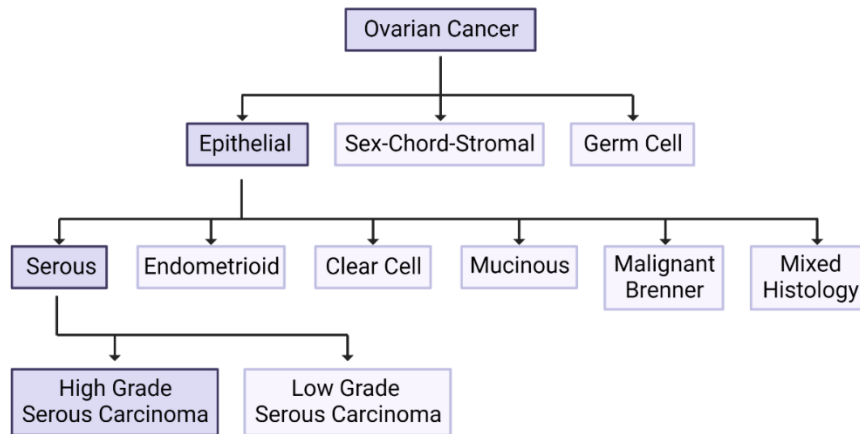 Ovarian Cancer
Epithelial
Sex-Chord-Stromal
Germ Cell
Serous
Endometrioid
Clear Cell
Mucinous
Malignant
Brenner
Mixed
Histology
High Grade
Serous Carcinoma
Low Grade
Serous Carcinoma